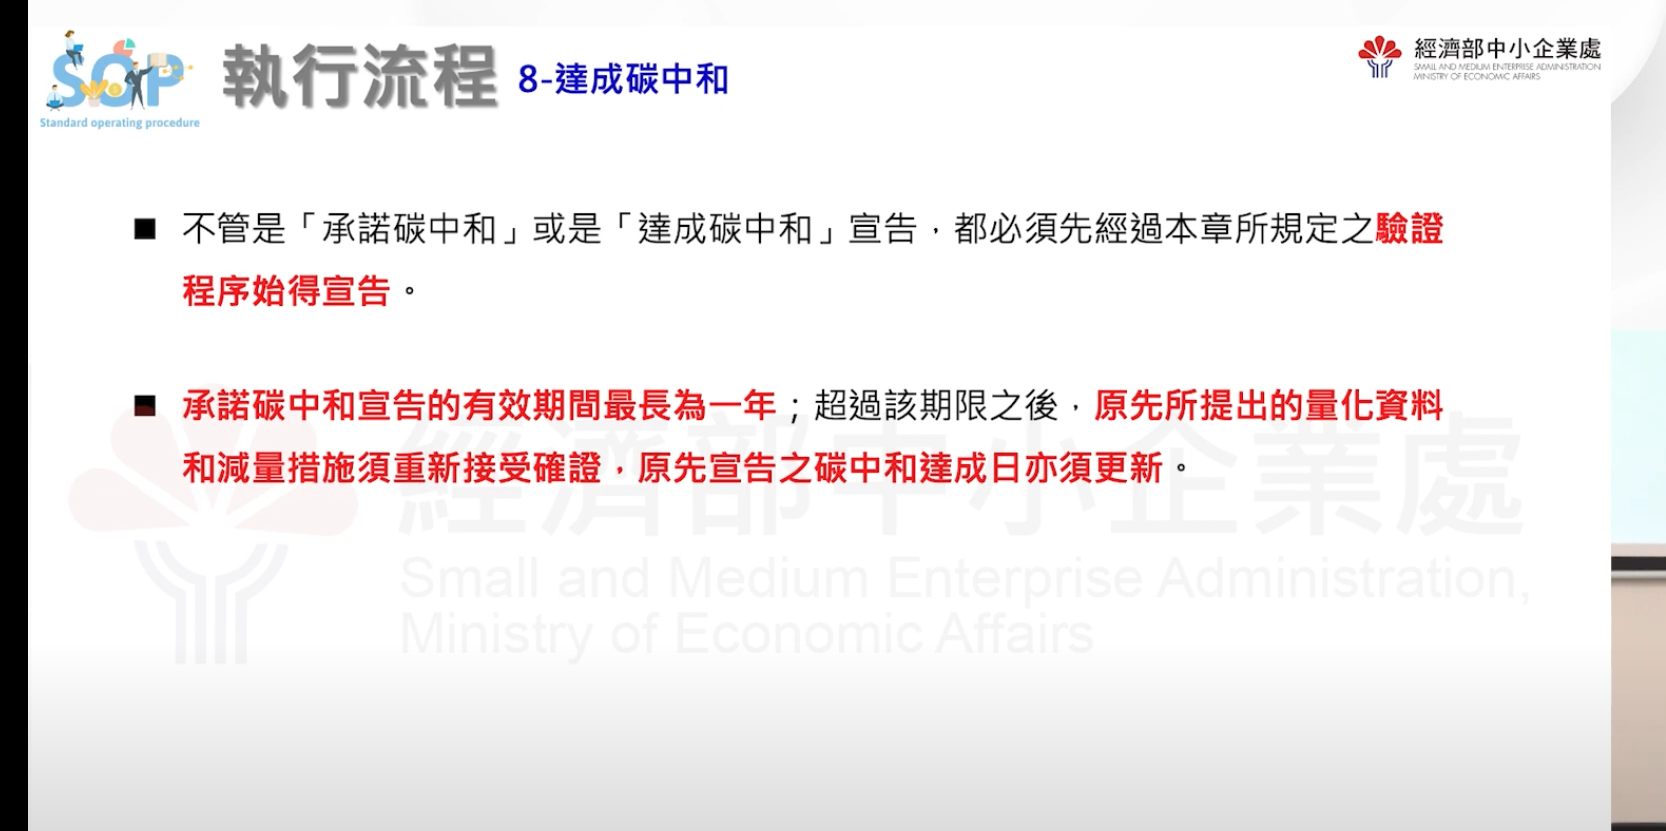 SOP
Standard operating procedure
執行流程 8-達成碳中和
經濟部中小企業處
SMALL AND MEDIUM ENTERPRISE ADMINISTRATION
MINISTRY OF ECONOMIC AFFAIRS
■ 不管是「承諾碳中和」或是「達成碳中和」宣告，都必須先經過本章所規定之驗證
程序始得宣告。
■ 承諾碳中和宣告的有效期間最長為一年；超過該期限之後，原先所提出的量化資料
和減量措施須重新接受確證，原先宣告之碳中和達成日亦須更新。
經濟部中小企業處
Small and Medium Enterprise Administration,
Ministry of Economic Affairs